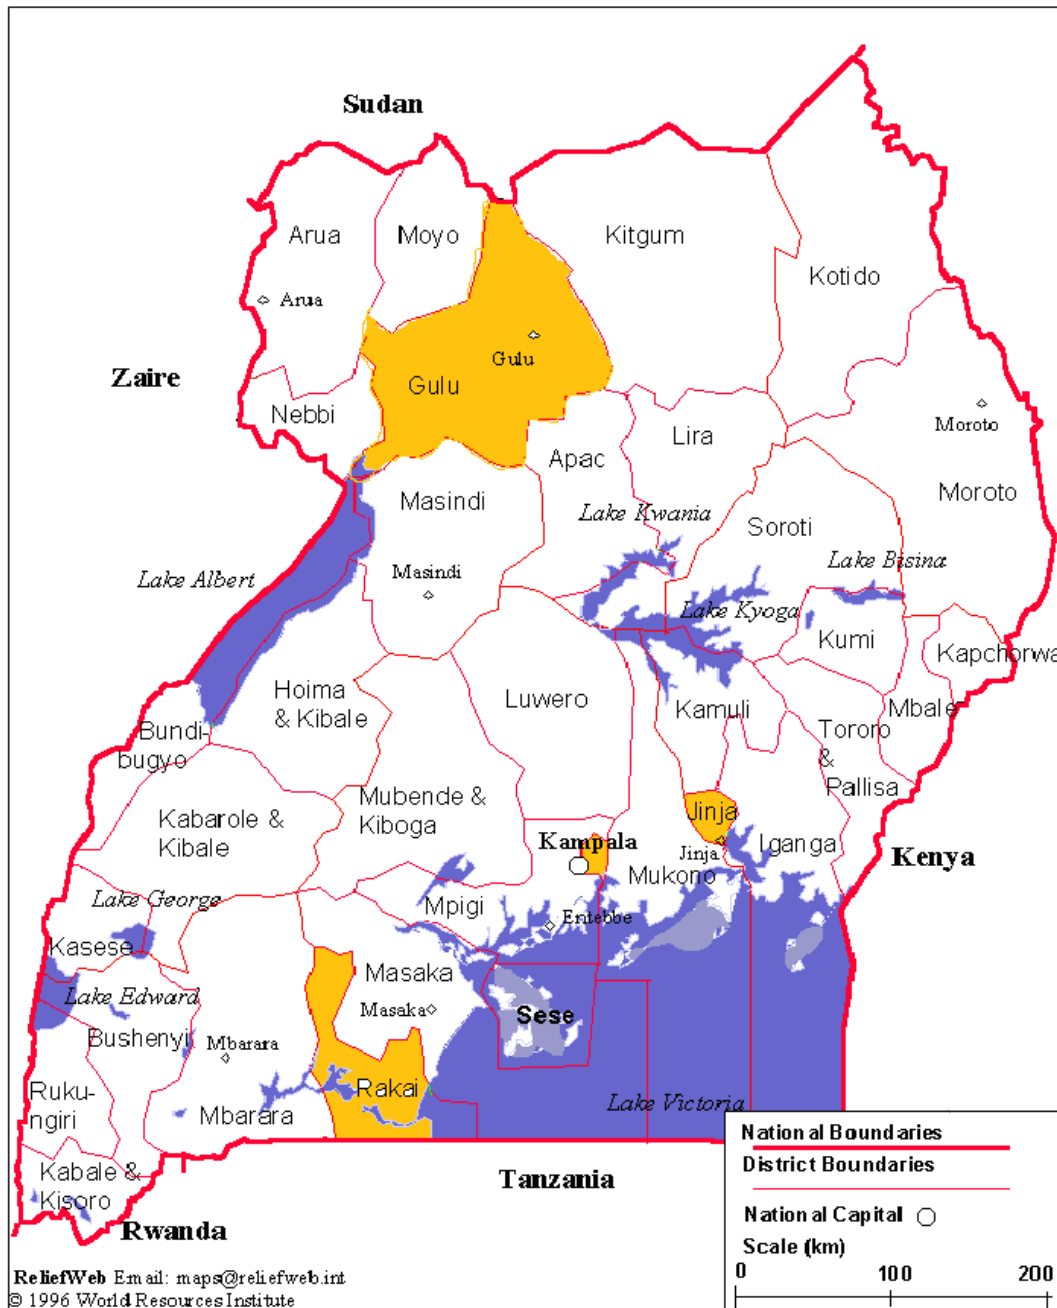 Sudan
Arua
Moyo
Kitgum
Kotido
Arua
Gulu
Zaire
Gulu
Nebbi
Moroto
Lira
Apac
Moroto
Masindi
Lake Kwania
Soroti
Lake Bisina
Lake Albert
Masindi
Lake Kyoga
Kumi
Kapchorwa
Hoima
& Kibale
Luwero
Kamuli
Mbale
Bundi-
bugyo
Tororo
&
Pallisa
Mubende &
Kiboga
Kabarole &
Kibale
Jinja
Kampala
Jinja
Iganga
Kenya
Mukono
Lake George
Mpigi
Entebbe
Kasese
Masaka
Lake Edward
Masaka
Sese
Bushenyi
Mbarara
Ruku-
ngiri
Mbarara
Rakai
Lake Victoria
Kabale &
Kisoro
Tanzania
Rwanda
National Boundaries
District Boundaries
National Capital
Scale (km)
0 100 200
ReliefWeb Email: maps@reliefweb.int
© 1996 World Resources Institute